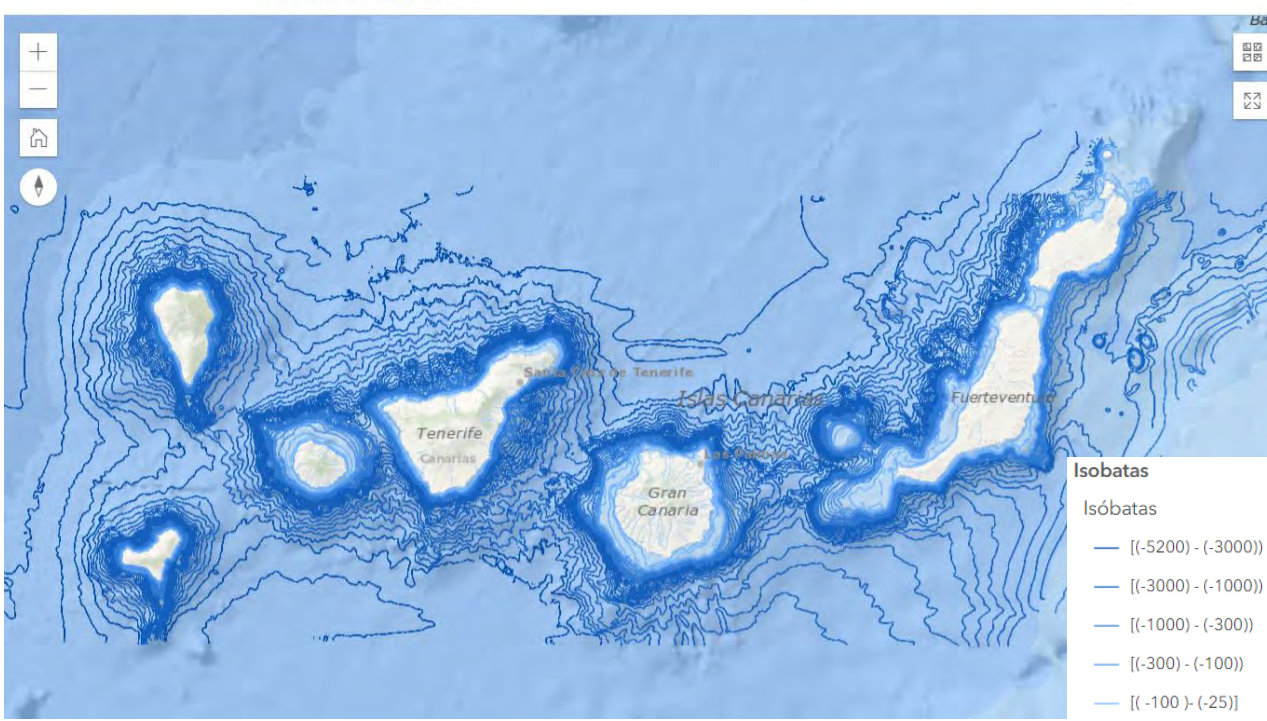 Ba
Santa Cruz de Tenerife
Islas Canarias
Fuerteventura
Tenerife
Canarias
Las Palmas
Gran
Canaria
Isobatas
Isóbatas
[(-5200) - (-3000))
[(-3000) - (-1000))
[(-1000) - (-300))
[(-300) - (-100))
[( -100 )- (-25)]